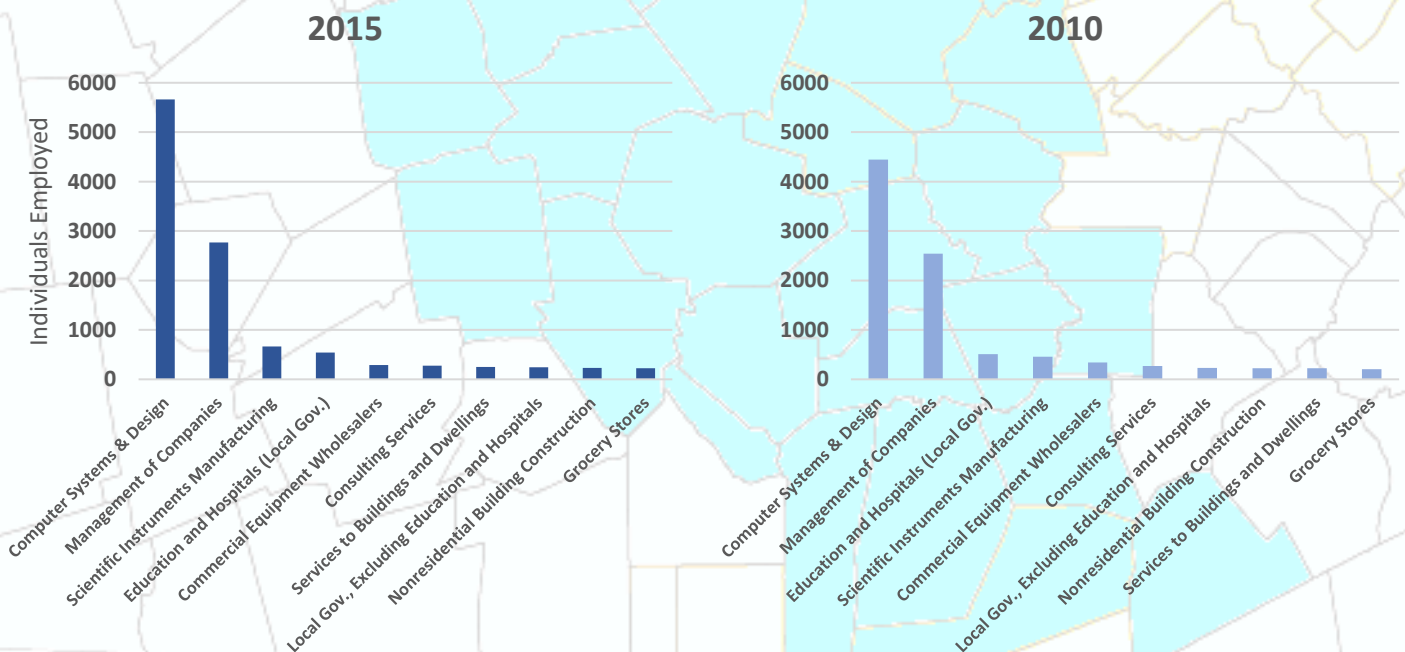 2015
6000
5000
4000
3000
2000
1000
0
Individuals Employed
Computer Systems & Design
Management of Companies
Scientific Instruments Manufacturing
Education and Hospitals (Local Gov.)
Commercial Equipment Wholesalers
Consulting Services
Services to Buildings and Dwellings
Local Gov., Excluding Education and Hospitals
Nonresidential Building Construction
Grocery Stores
2010
6000
5000
4000
3000
2000
1000
0
Computer Systems & Design
Management of Companies
Education and Hospitals (Local Gov.)
Scientific Instruments Manufacturing
Commercial Equipment Wholesalers
Consulting Services
Local Gov., Excluding Education and Hospitals
Nonresidential Building Construction
Services to Buildings and Dwellings
Grocery Stores